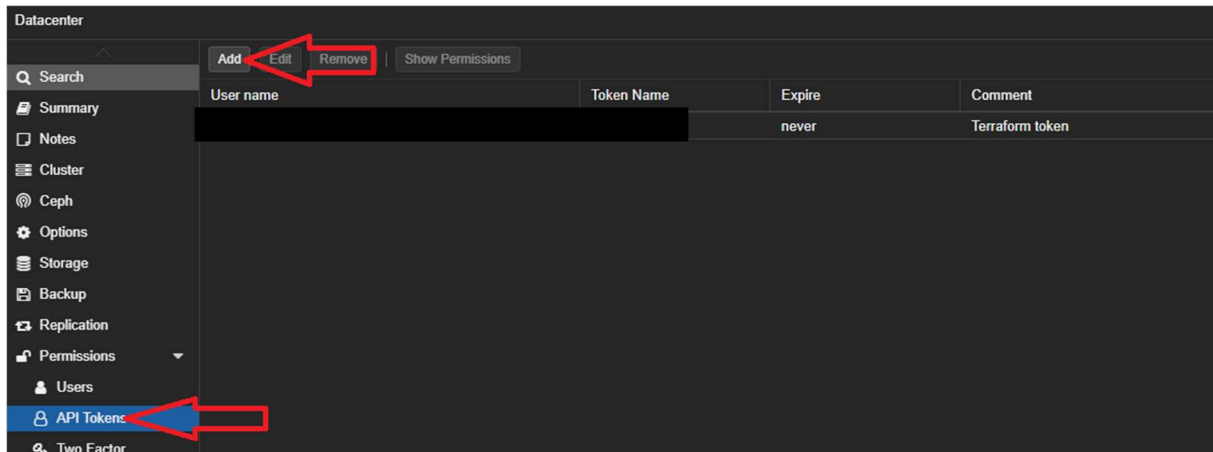 Datacenter
Search
Summary
Notes
Cluster
Ceph
Options
Storage
Backup
Replication
Permissions
Users
API Tokens
Two Factor
Add Edit Remove Show Permissions
User name Token Name Expire Comment
never Terraform token